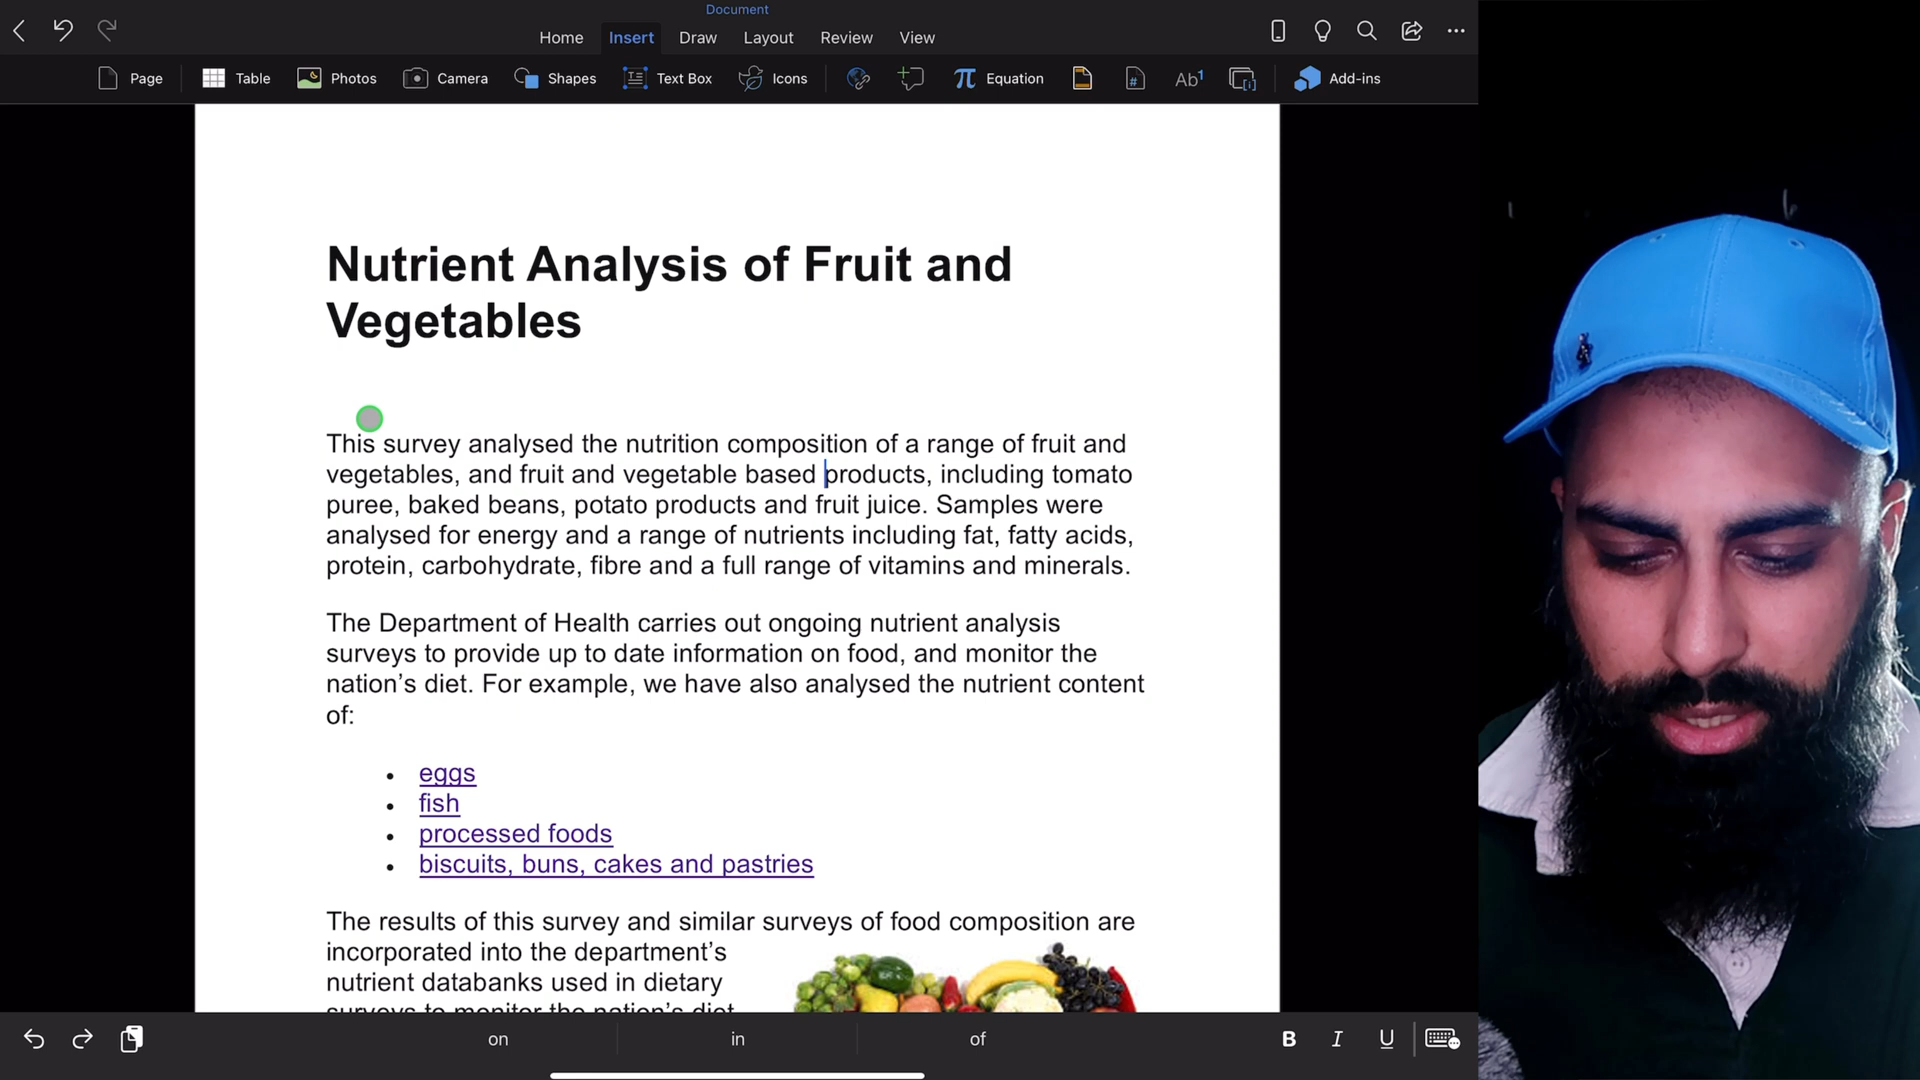 Document
Home Insert Draw Layout Review View
Page Table Photos Camera Shapes Text Box Icons Equation Ab¹ Add-ins
Nutrient Analysis of Fruit and
Vegetables
This survey analysed the nutrition composition of a range of fruit and
vegetables, and fruit and vegetable based products, including tomato
puree, baked beans, potato products and fruit juice. Samples were
analysed for energy and a range of nutrients including fat, fatty acids,
protein, carbohydrate, fibre and a full range of vitamins and minerals.
The Department of Health carries out ongoing nutrient analysis
surveys to provide up to date information on food, and monitor the
nation’s diet. For example, we have also analysed the nutrient content
of:
• eggs
• fish
• processed foods
• biscuits, buns, cakes and pastries
The results of this survey and similar surveys of food composition are
incorporated into the department’s
nutrient databanks used in dietary
surveys to monitor the nation’s diet
on in of B I U